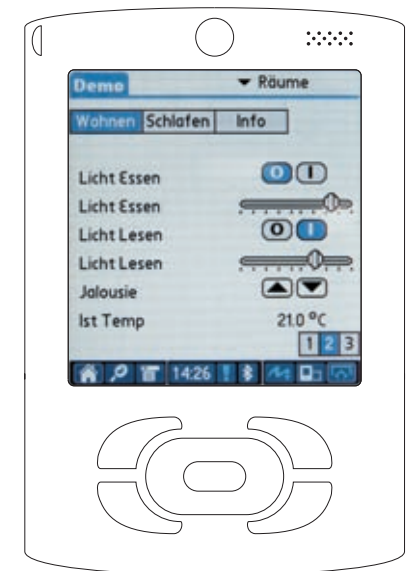 Demo Räume
Wohnen Schlafen Info
Licht Essen O I
Licht Essen
Licht Lesen O I
Licht Lesen
Jalousie
Ist Temp 21.0 °C
1 2 3
14:26